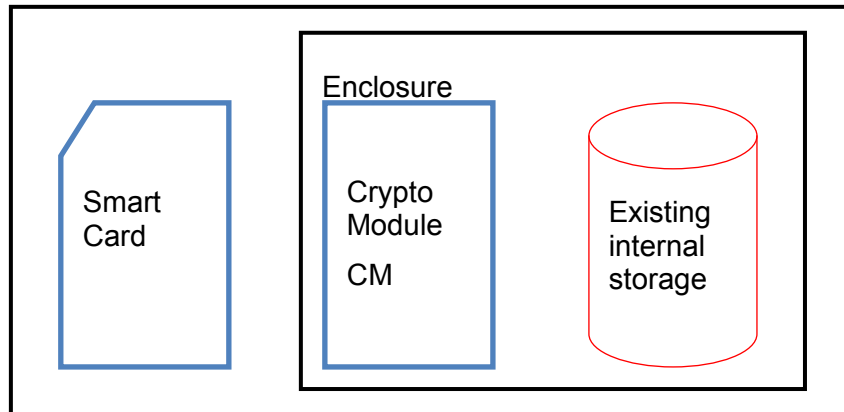 Enclosure
Smart
Card
Crypto
Module
CM
Existing
internal
storage